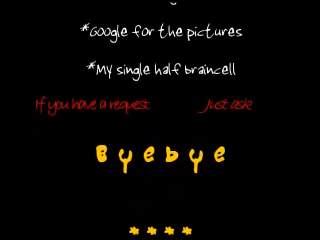 *Google for the pictures
*My single half braincell
If you have a request just ask
Byebye
****